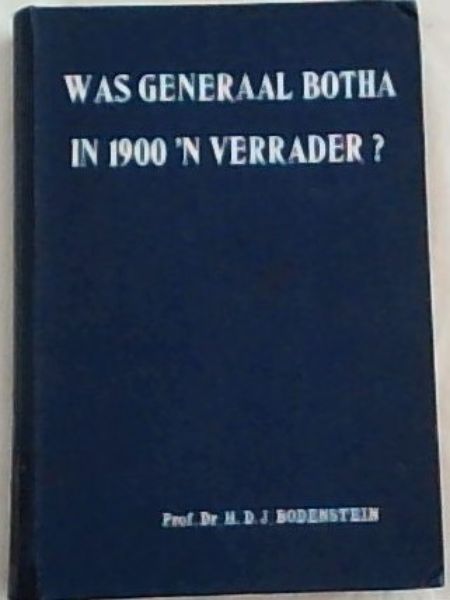 WAS GENERAAL BOTHA
IN 1900 'N VERRADER ?
Prof. Dr H. D. J. BODENSTEIN